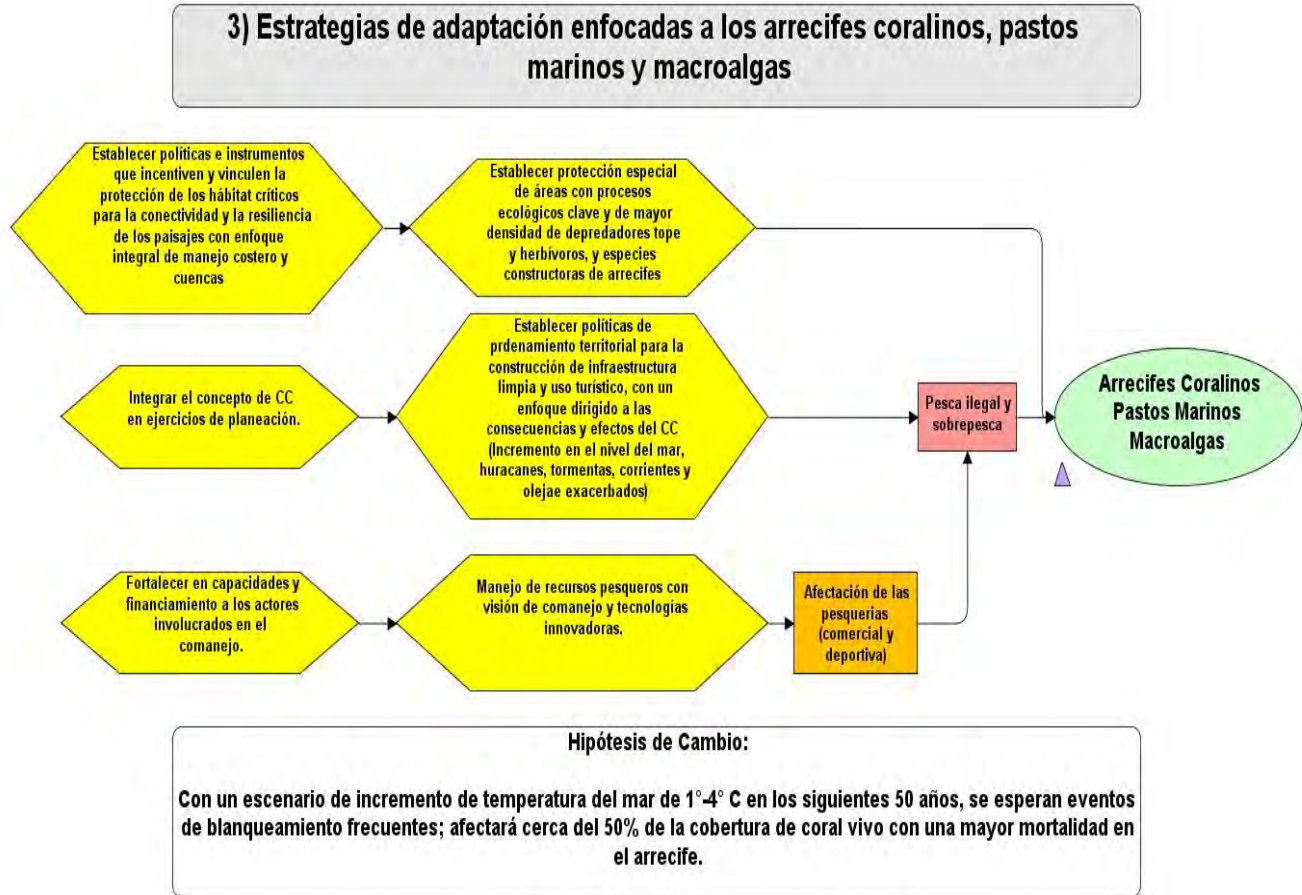 3) Estrategias de adaptación enfocadas a los arrecifes coralinos, pastos
marinos y macroalgas
Establecer políticas e instrumentos
que incentiven y vinculen la
protección de los hábitat críticos
para la conectividad y la resiliencia
de los paisajes con enfoque
integral de manejo costero y
cuencas
Establecer protección especial
de áreas con procesos
ecológicos clave y de mayor
densidad de depredadores tope
y herbívoros, y especies
constructoras de arrecifes
Integrar el concepto de CC
en ejercicios de planeación.
Establecer políticas de
prdenamiento territorial para la
construcción de infraestructura
limpia y uso turístico, con un
enfoque dirigido a las
consecuencias y efectos del CC
(Incremento en el nivel del mar,
huracanes, tormentas, corrientes y
olejae exacerbados)
Pesca ilegal y
sobrepesca
Arrecifes Coralinos
Pastos Marinos
Macroalgas
Fortalecer en capacidades y
financiamiento a los actores
involucrados en el
comanejo.
Manejo de recursos pesqueros con
visión de comanejo y tecnologías
innovadoras.
Afectación de las
pesquerias
(comercial y
deportiva)
Hipótesis de Cambio:
Con un escenario de incremento de temperatura del mar de 1°-4° C en los siguientes 50 años, se esperan eventos
de blanqueamiento frecuentes; afectará cerca del 50% de la cobertura de coral vivo con una mayor mortalidad en
el arrecife.